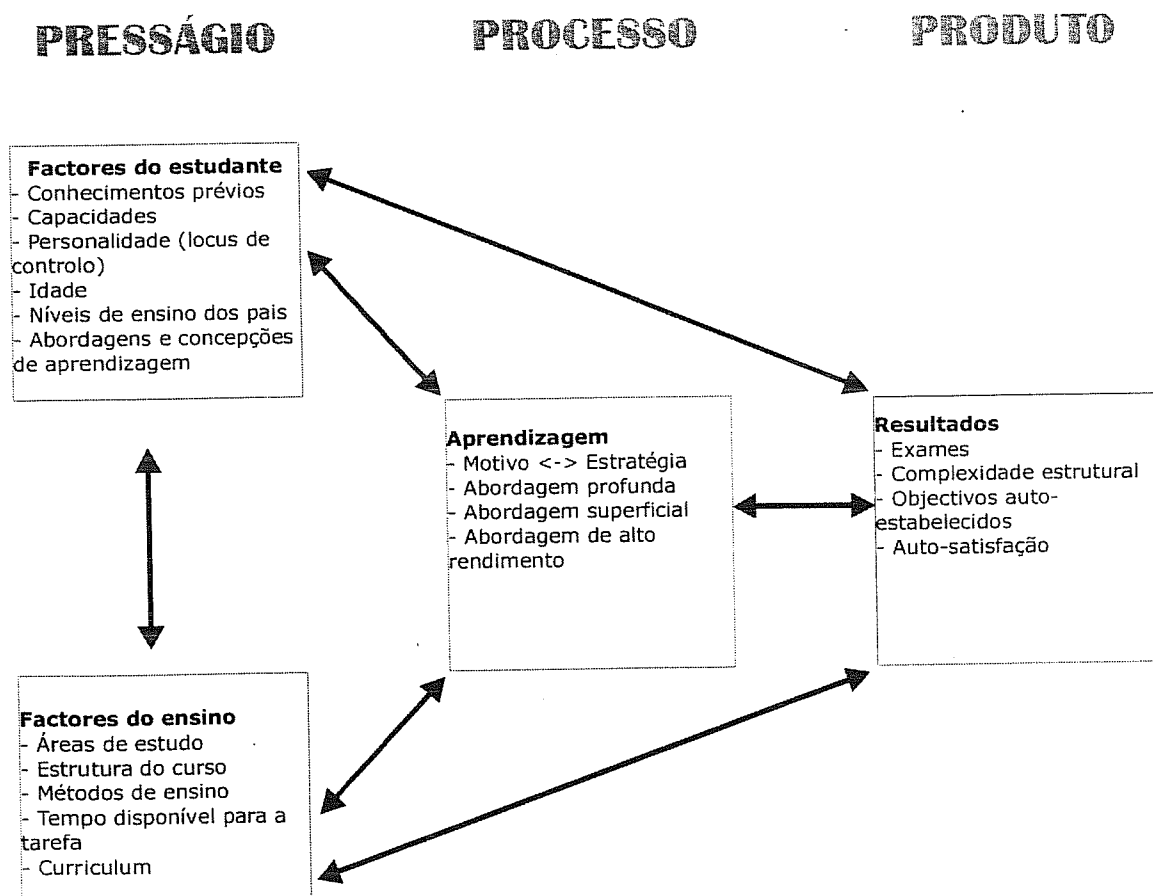 PRESSÁGIO
PROCESSO
PRODUTO
Factores do estudante
- Conhecimentos prévios
- Capacidades
- Personalidade (locus de
controlo)
- Idade
- Níveis de ensino dos pais
- Abordagens e concepções
de aprendizagem
Aprendizagem
- Motivo <-> Estratégia
- Abordagem profunda
- Abordagem superficial
- Abordagem de alto
rendimento
Resultados
- Exames
- Complexidade estrutural
- Objectivos auto-
estabelecidos
- Auto-satisfação
Factores do ensino
- Áreas de estudo
- Estrutura do curso
- Métodos de ensino
- Tempo disponível para a
tarefa
- Curriculum